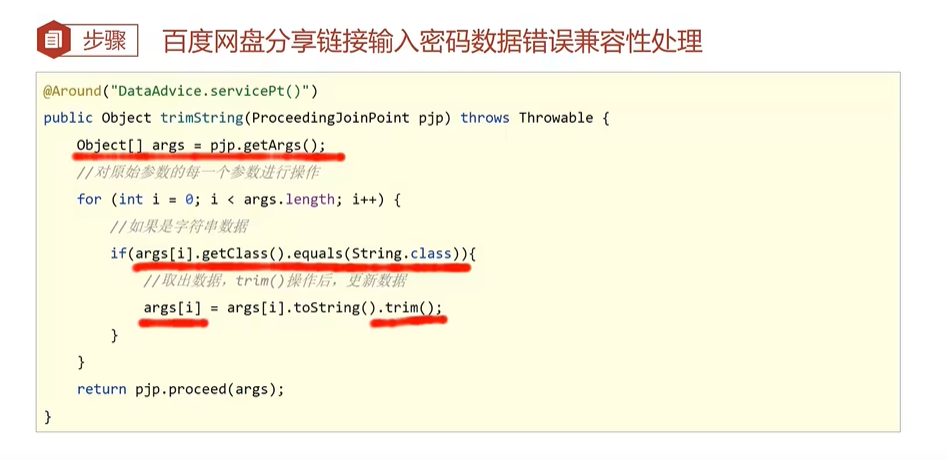 步骤
百度网盘分享链接输入密码数据错误兼容性处理
@Around("DataAdvice.servicePt()")
public Object trimString(ProceedingJoinPoint pjp) throws Throwable {
Object[] args = pjp.getArgs();
//对原始参数的每一个参数进行操作
for (int i = 0; i < args.length; i++) {
//如果是字符串数据
if(args[i].getClass().equals(String.class)){
//取出数据，trim()操作后，更新数据
args[i] = args[i].toString().trim();
}
}
return pjp.proceed(args);
}